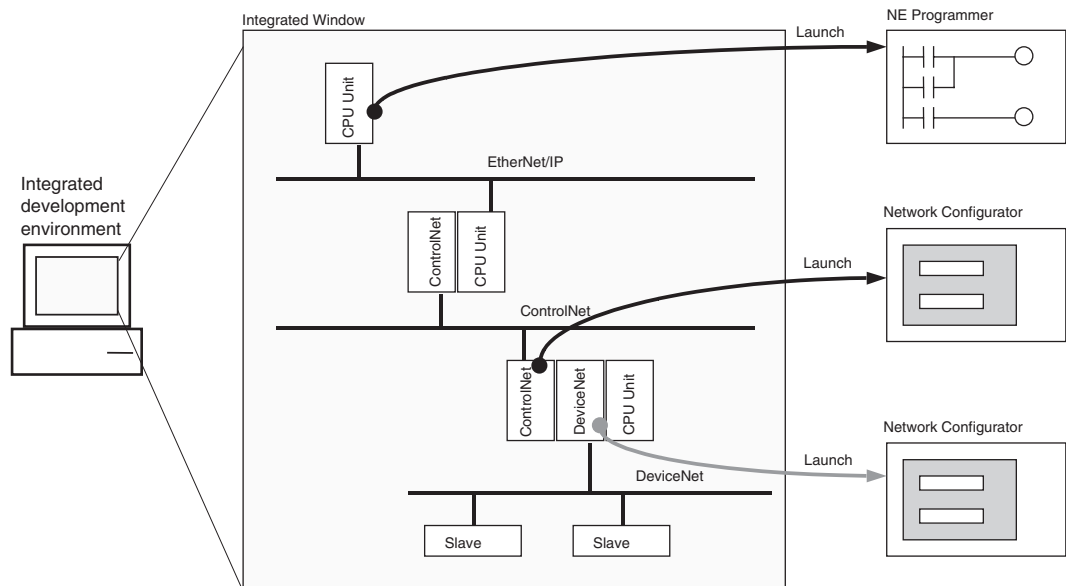 Integrated Window
NE Programmer
Launch
CPU Unit
EtherNet/IP
Integrated
development
environment
ControlNet
CPU Unit
Network Configurator
Launch
ControlNet
ControlNet
DeviceNet
CPU Unit
Network Configurator
Launch
DeviceNet
Slave
Slave